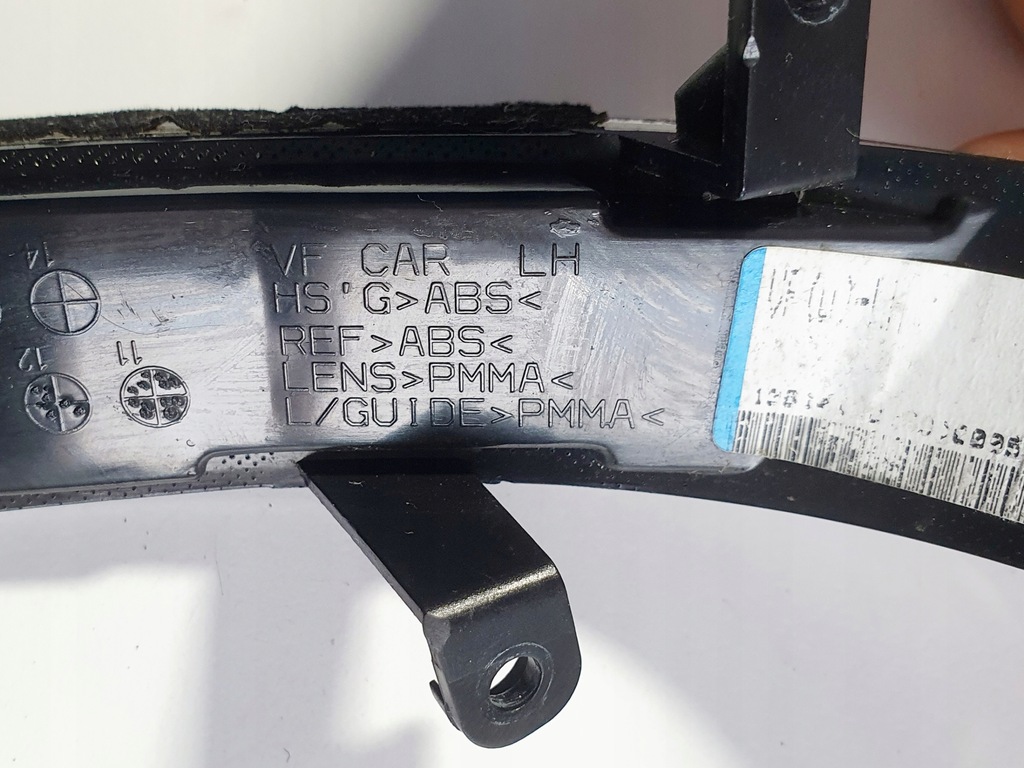 VF CAR LH
HS'G>ABS<
REF>ABS<
LENS>PMMA<
L/GUIDE>PMMA<
14
12
11